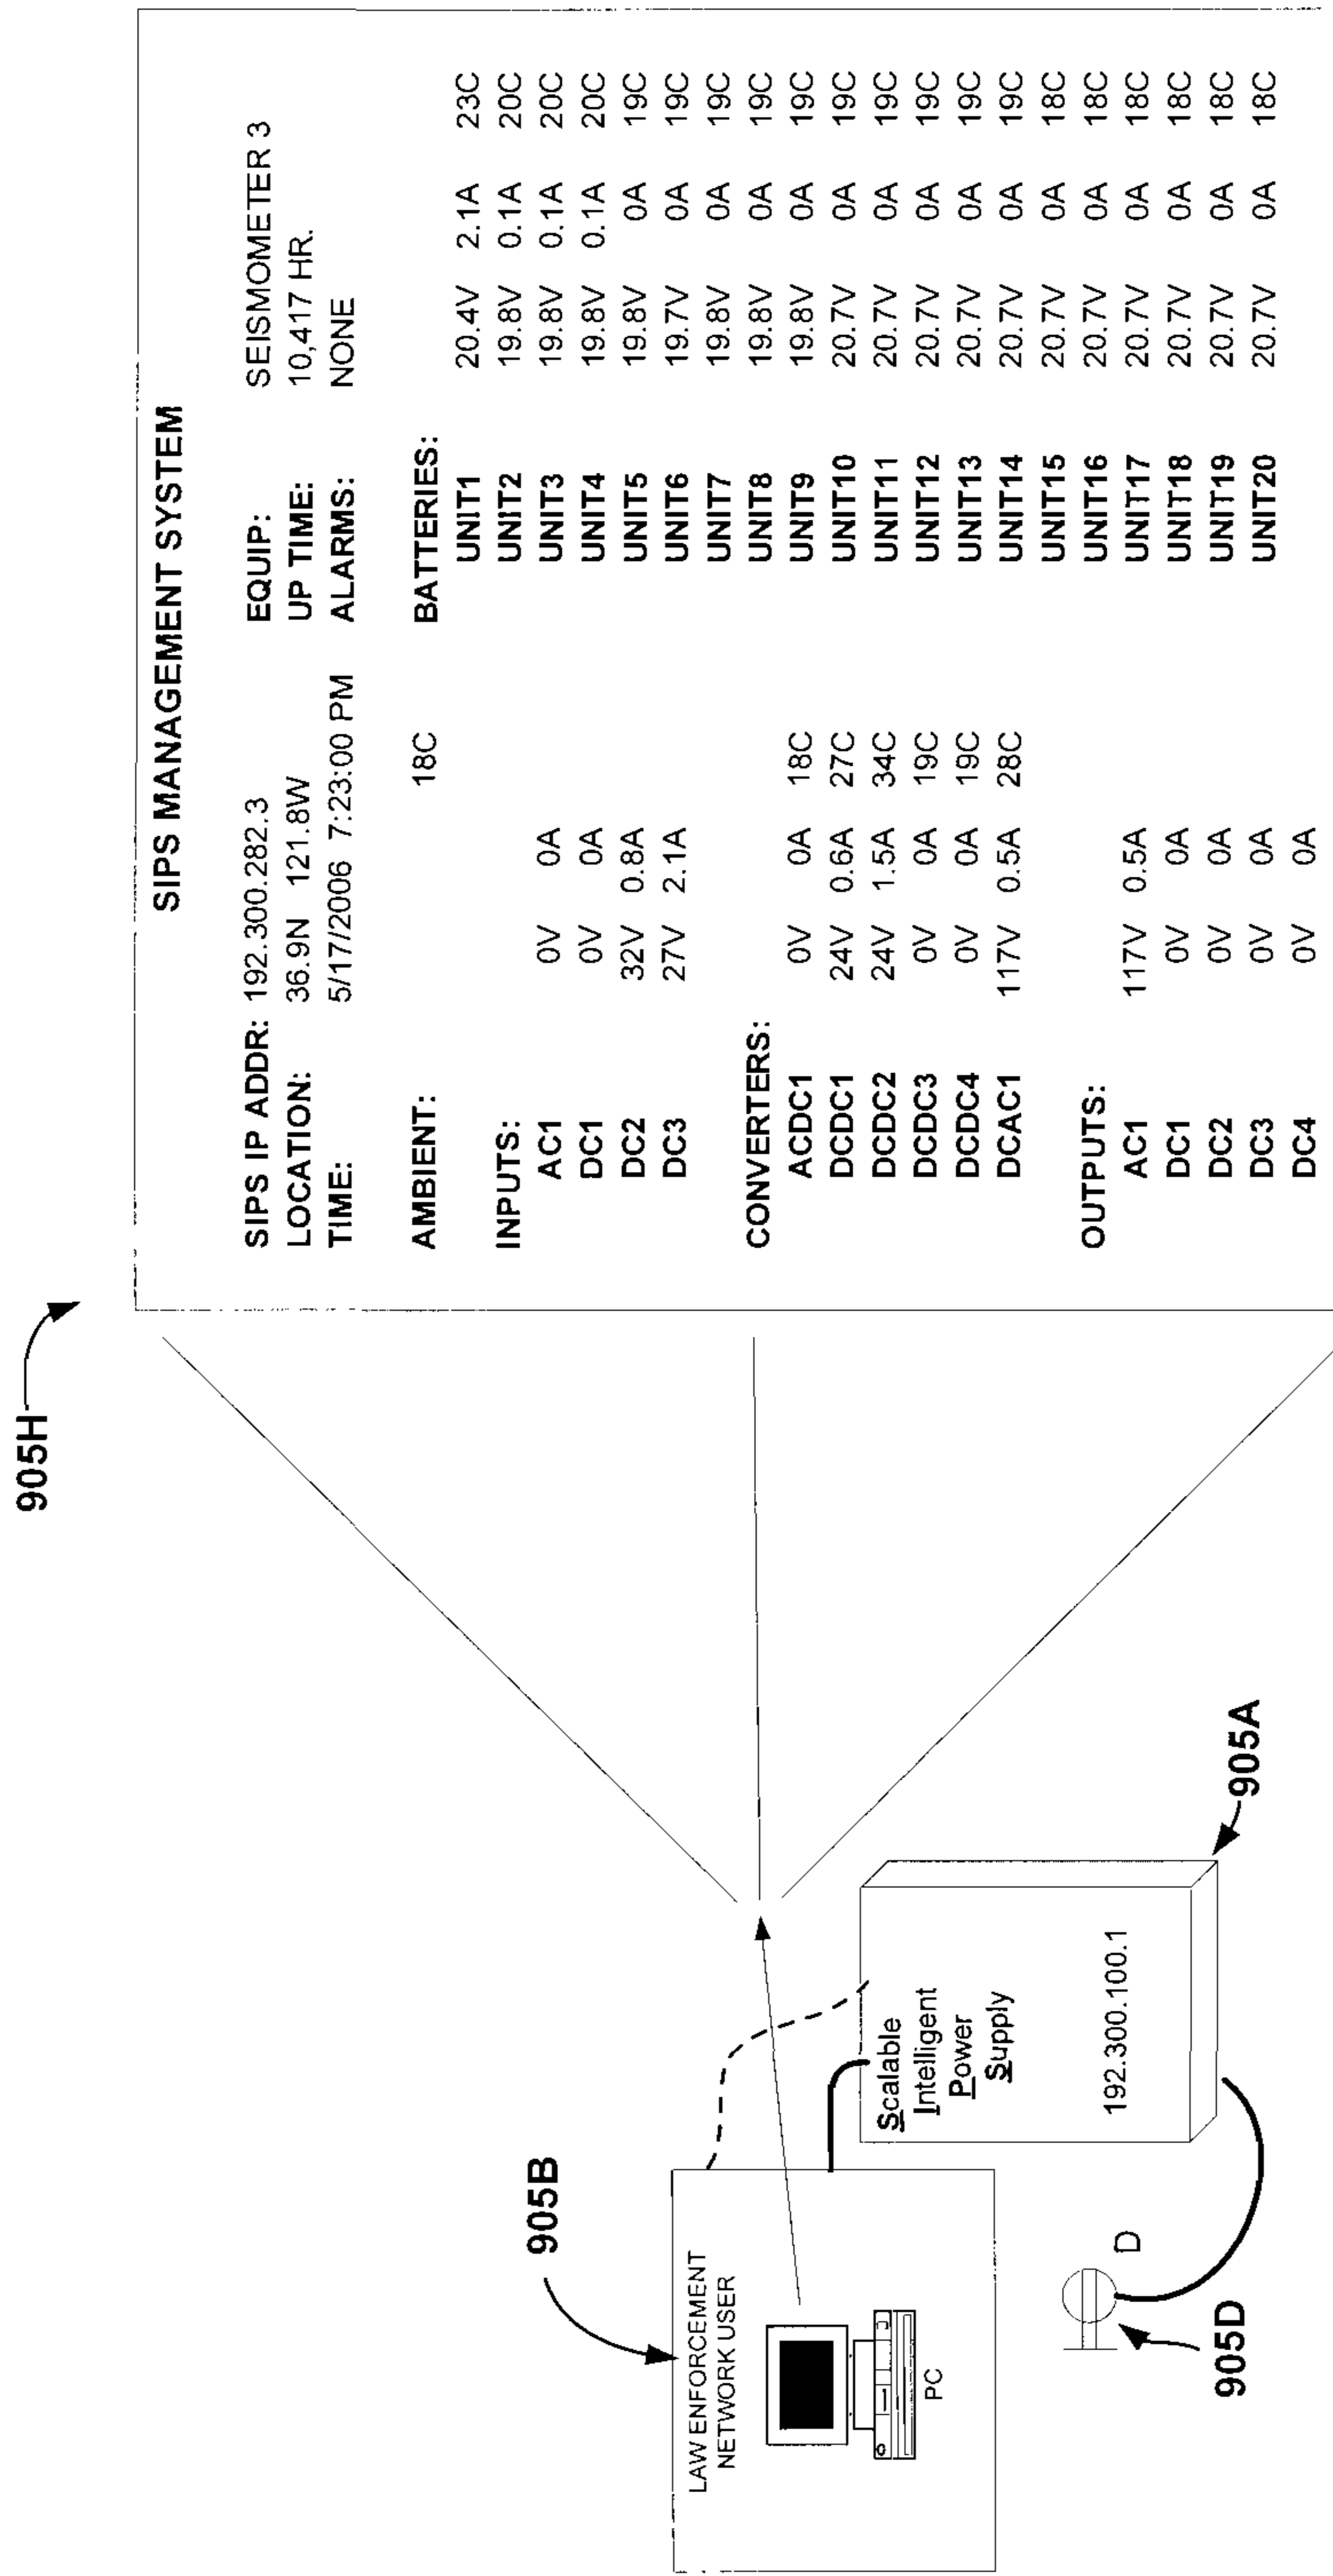 905H
SIPS MANAGEMENT SYSTEM
SIPS IP ADDR: 192.300.282.3 EQUIP: SEISMOMETER 3
LOCATION: 36.9N 121.8W UP TIME: 10,417 HR.
TIME: 5/17/2006 7:23:00 PM ALARMS: NONE
AMBIENT: 18C BATTERIES:
UNIT1 20.4V 2.1A 23C
INPUTS: UNIT2 19.8V 0.1A 20C
AC1 0V 0A UNIT3 19.8V 0.1A 20C
DC1 0V 0A UNIT4 19.8V 0.1A 20C
DC2 32V 0.8A UNIT5 19.8V 0A 19C
DC3 27V 2.1A UNIT6 19.7V 0A 19C
UNIT7 19.8V 0A 19C
CONVERTERS: UNIT8 19.8V 0A 19C
ACDC1 0V 0A 18C UNIT9 19.8V 0A 19C
DCDC1 24V 0.6A 27C UNIT10 20.7V 0A 19C
DCDC2 24V 1.5A 34C UNIT11 20.7V 0A 19C
DCDC3 0V 0A 19C UNIT12 20.7V 0A 19C
DCDC4 0V 0A 19C UNIT13 20.7V 0A 19C
DCAC1 117V 0.5A 28C UNIT14 20.7V 0A 19C
UNIT15 20.7V 0A 18C
OUTPUTS: UNIT16 20.7V 0A 18C
AC1 117V 0.5A UNIT17 20.7V 0A 18C
DC1 0V 0A UNIT18 20.7V 0A 18C
DC2 0V 0A UNIT19 20.7V 0A 18C
DC3 0V 0A UNIT20 20.7V 0A 18C
DC4 0V 0A
905B
LAW ENFORCEMENT
NETWORK USER
PC
Scalable
Intelligent
Power
Supply
192.300.100.1
905A
D
905D